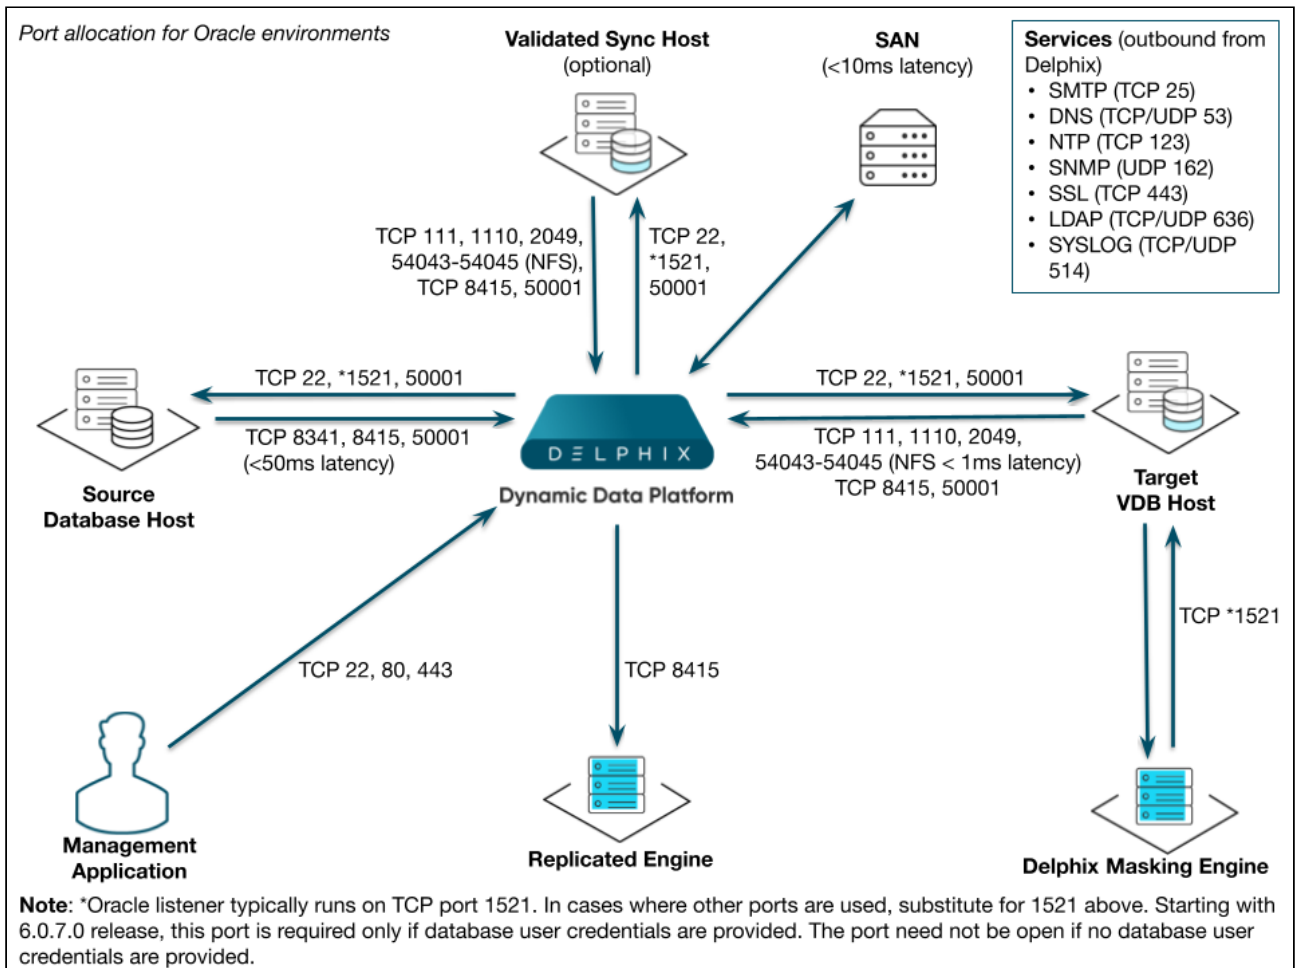 Port allocation for Oracle environments
Validated Sync Host
(optional)
SAN
(<10ms latency)
Services (outbound from
Delphix)
• SMTP (TCP 25)
• DNS (TCP/UDP 53)
• NTP (TCP 123)
• SNMP (UDP 162)
• SSL (TCP 443)
• LDAP (TCP/UDP 636)
• SYSLOG (TCP/UDP
514)
TCP 111, 1110, 2049,
54043-54045 (NFS),
TCP 8415, 50001
TCP 22,
*1521,
50001
TCP 22, *1521, 50001
TCP 8341, 8415, 50001
(<50ms latency)
Source
Database Host
DELPHIX
Dynamic Data Platform
TCP 22, *1521, 50001
TCP 111, 1110, 2049,
54043-54045 (NFS < 1ms latency)
TCP 8415, 50001
Target
VDB Host
TCP *1521
TCP 22, 80, 443
TCP 8415
Management
Application
Replicated Engine
Delphix Masking Engine
Note: *Oracle listener typically runs on TCP port 1521. In cases where other ports are used, substitute for 1521 above. Starting with
6.0.7.0 release, this port is required only if database user credentials are provided. The port need not be open if no database user
credentials are provided.